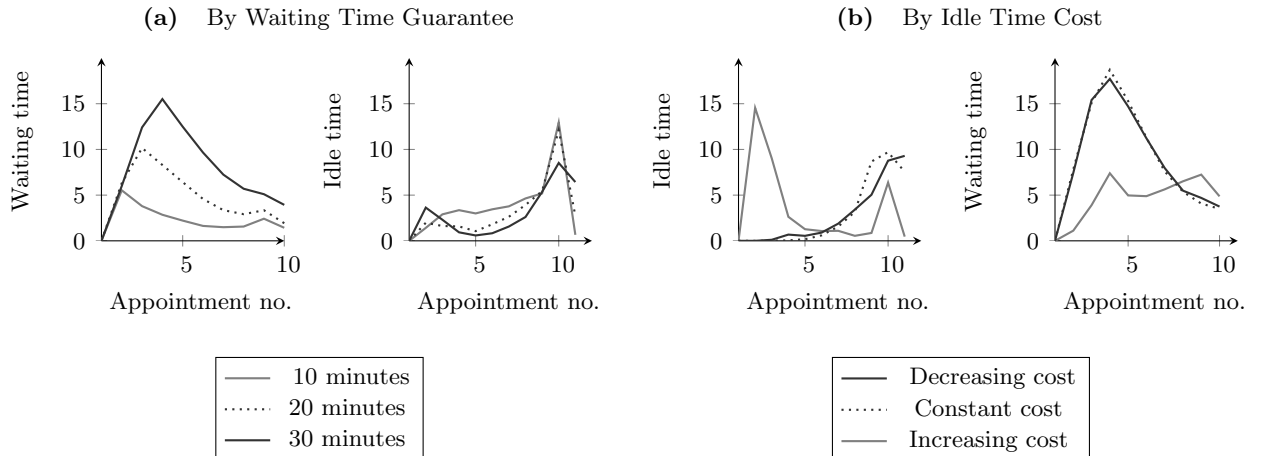 (a) By Waiting Time Guarantee
Waiting time
0
5
10
15
5
10
Appointment no.
Idle time
0
5
10
15
5
10
Appointment no.
10 minutes
20 minutes
30 minutes
(b) By Idle Time Cost
Idle time
0
5
10
15
5
10
Appointment no.
Waiting time
0
5
10
15
5
10
Appointment no.
Decreasing cost
Constant cost
Increasing cost